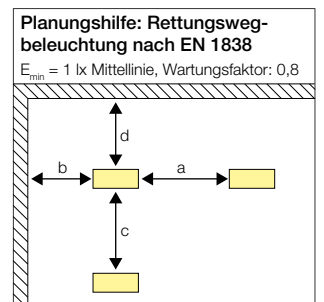 Planungshilfe: Rettungsweg-
beleuchtung nach EN 1838
Emin = 1 lx Mittellinie, Wartungsfaktor: 0,8
d
b
a
c